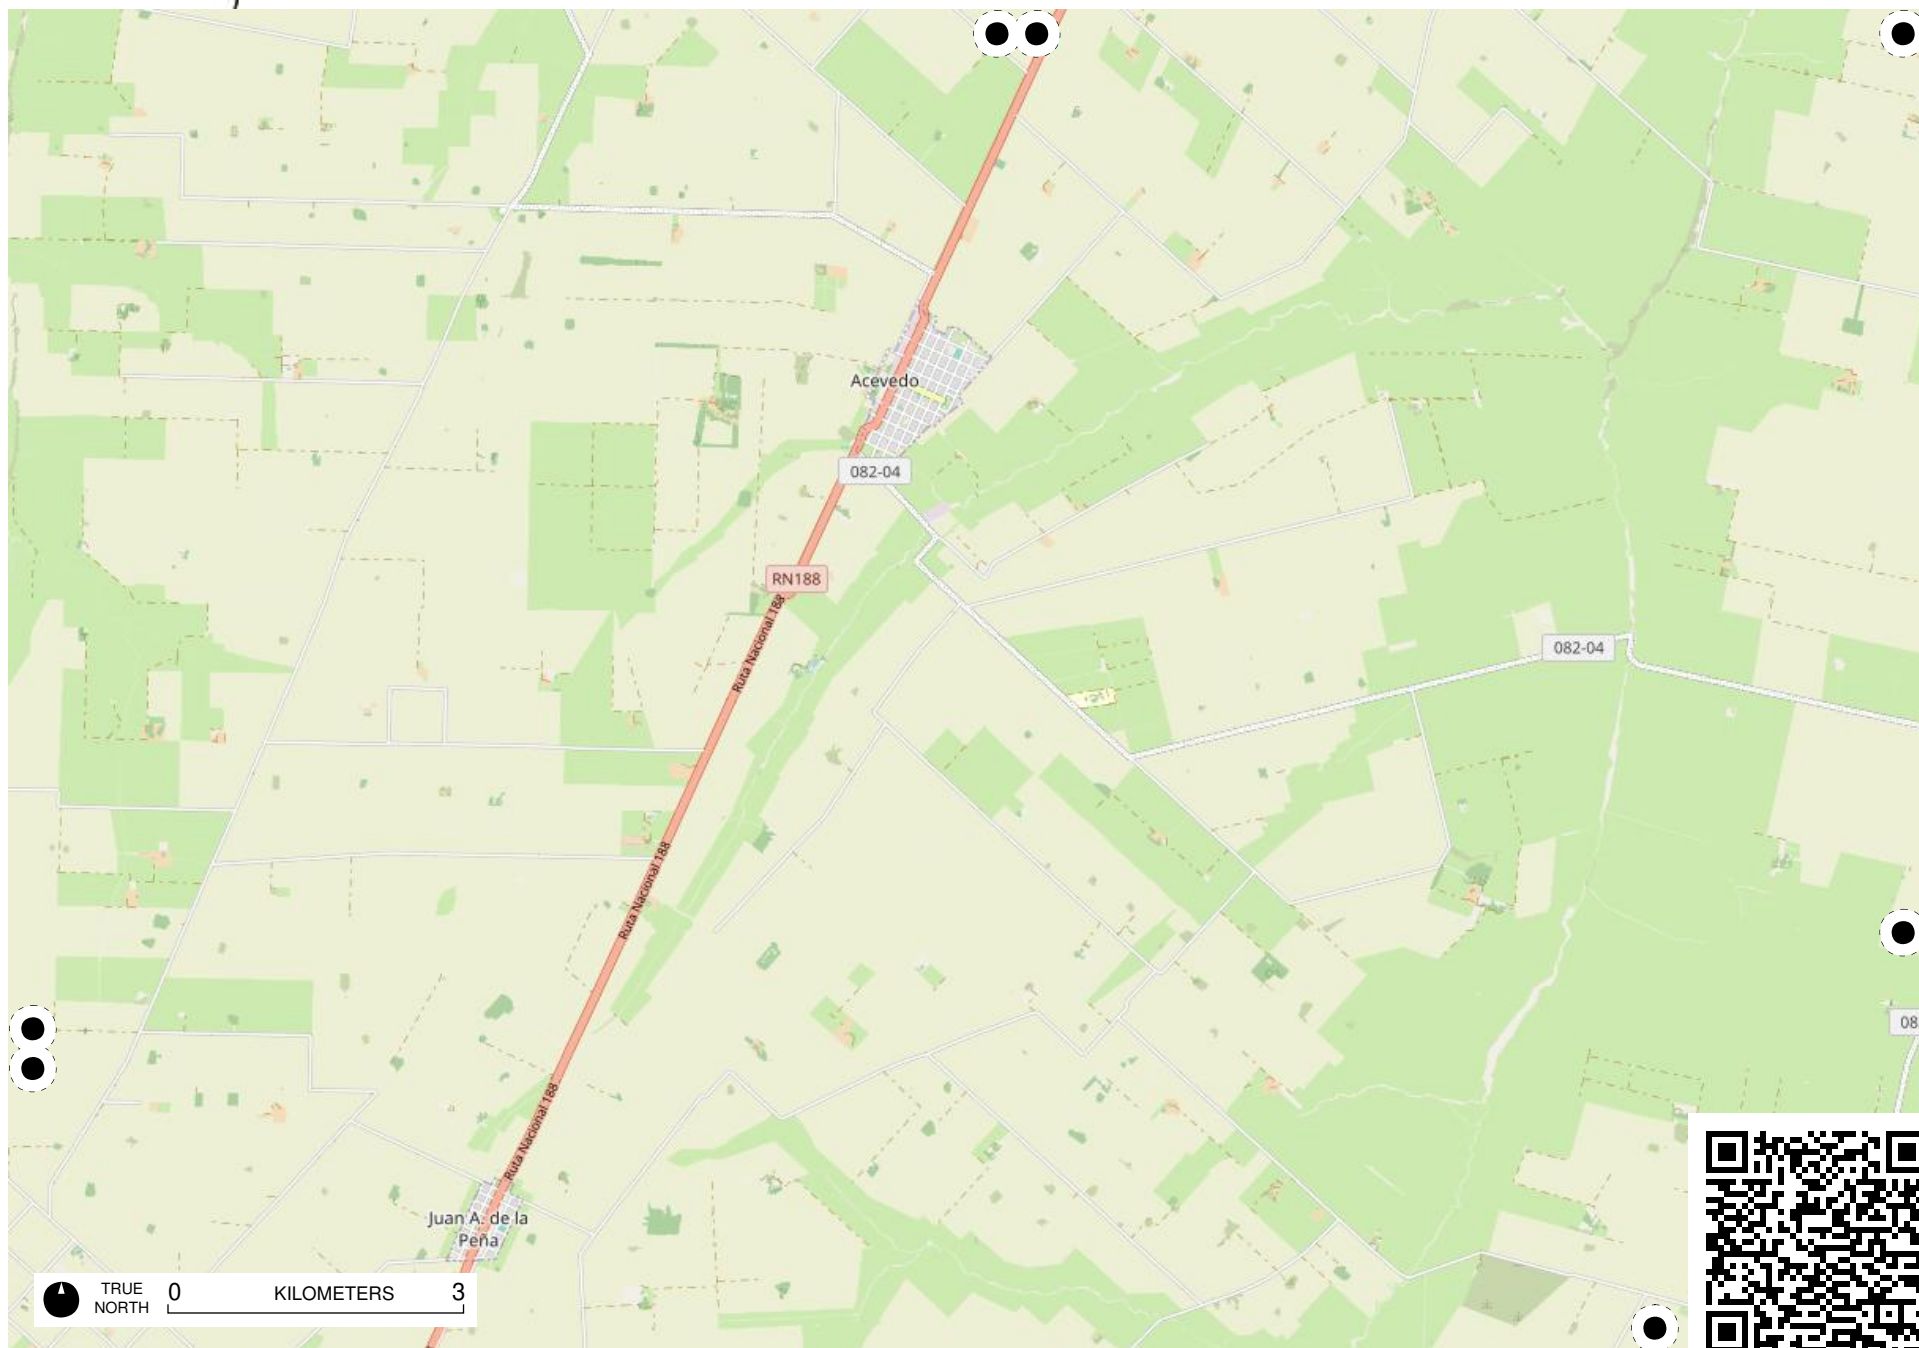 Acevedo
082-04
RN188
Ruta Nacional 188
082-04
Ruta Nacional 188
08
Ruta Nacional 188
Juan A. de la
Peña
TRUE
NORTH
0
KILOMETERS
3